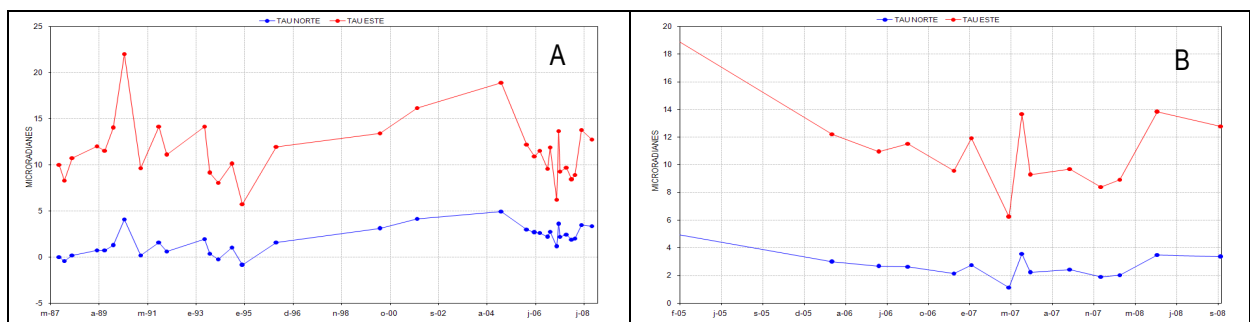 TAU NORTE TAU ESTE
A
MICRORADIANES
25
20
15
10
5
0
-5
m-87 a-89 m-91 e-93 e-95 d-96 n-98 o-00 s-02 a-04 j-06 j-08
TAU NORTE TAU ESTE
B
MICRORADIANES
20
18
16
14
12
10
8
6
4
2
0
f-05 j-05 s-05 d-05 a-06 j-06 o-06 e-07 m-07 a-07 n-07 m-08 j-08 s-08